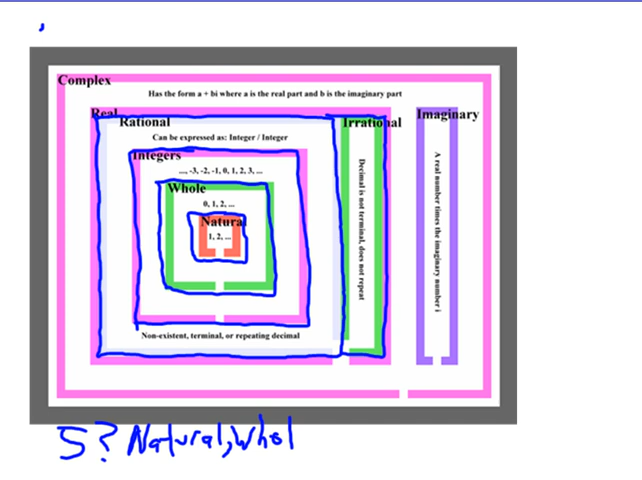 Complex
Has the form a + bi where a is the real part and b is the imaginary part
Real
Rational
Can be expressed as: Integer / Integer
Integers
..., -3, -2, -1, 0, 1, 2, 3, ...
Whole
0, 1, 2, ...
Natural
1, 2, ...
Non-existent, terminal, or repeating decimal
Irrational
Decimal is not terminal, does not repeat
Imaginary
A real number times the imaginary number i
5? Natural, Whol